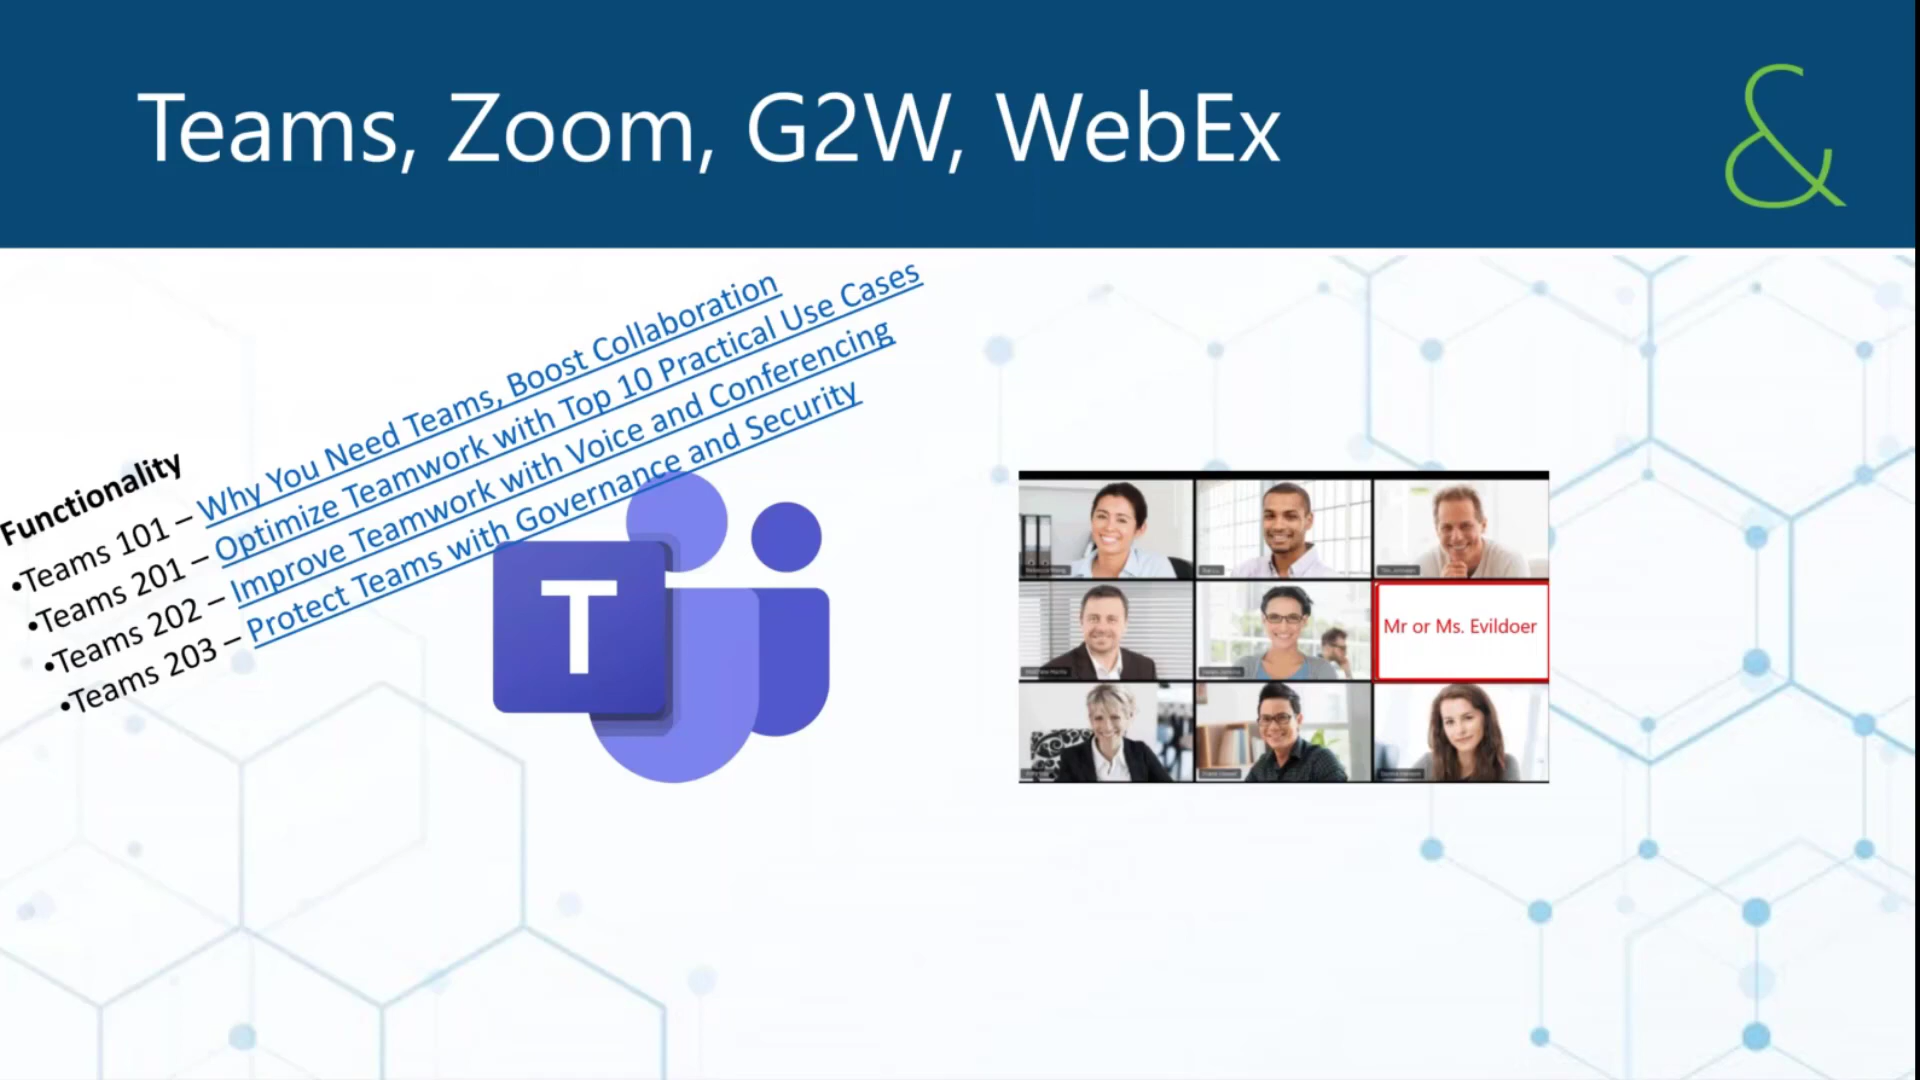 Teams, Zoom, G2W, WebEx
&
Functionality
•Teams 101 – Why You Need Teams, Boost Collaboration
•Teams 201 – Optimize Teamwork with Top 10 Practical Use Cases
•Teams 202 – Improve Teamwork with Voice and Conferencing
•Teams 203 – Protect Teams with Governance and Security
T
Mr or Ms. Evildoer